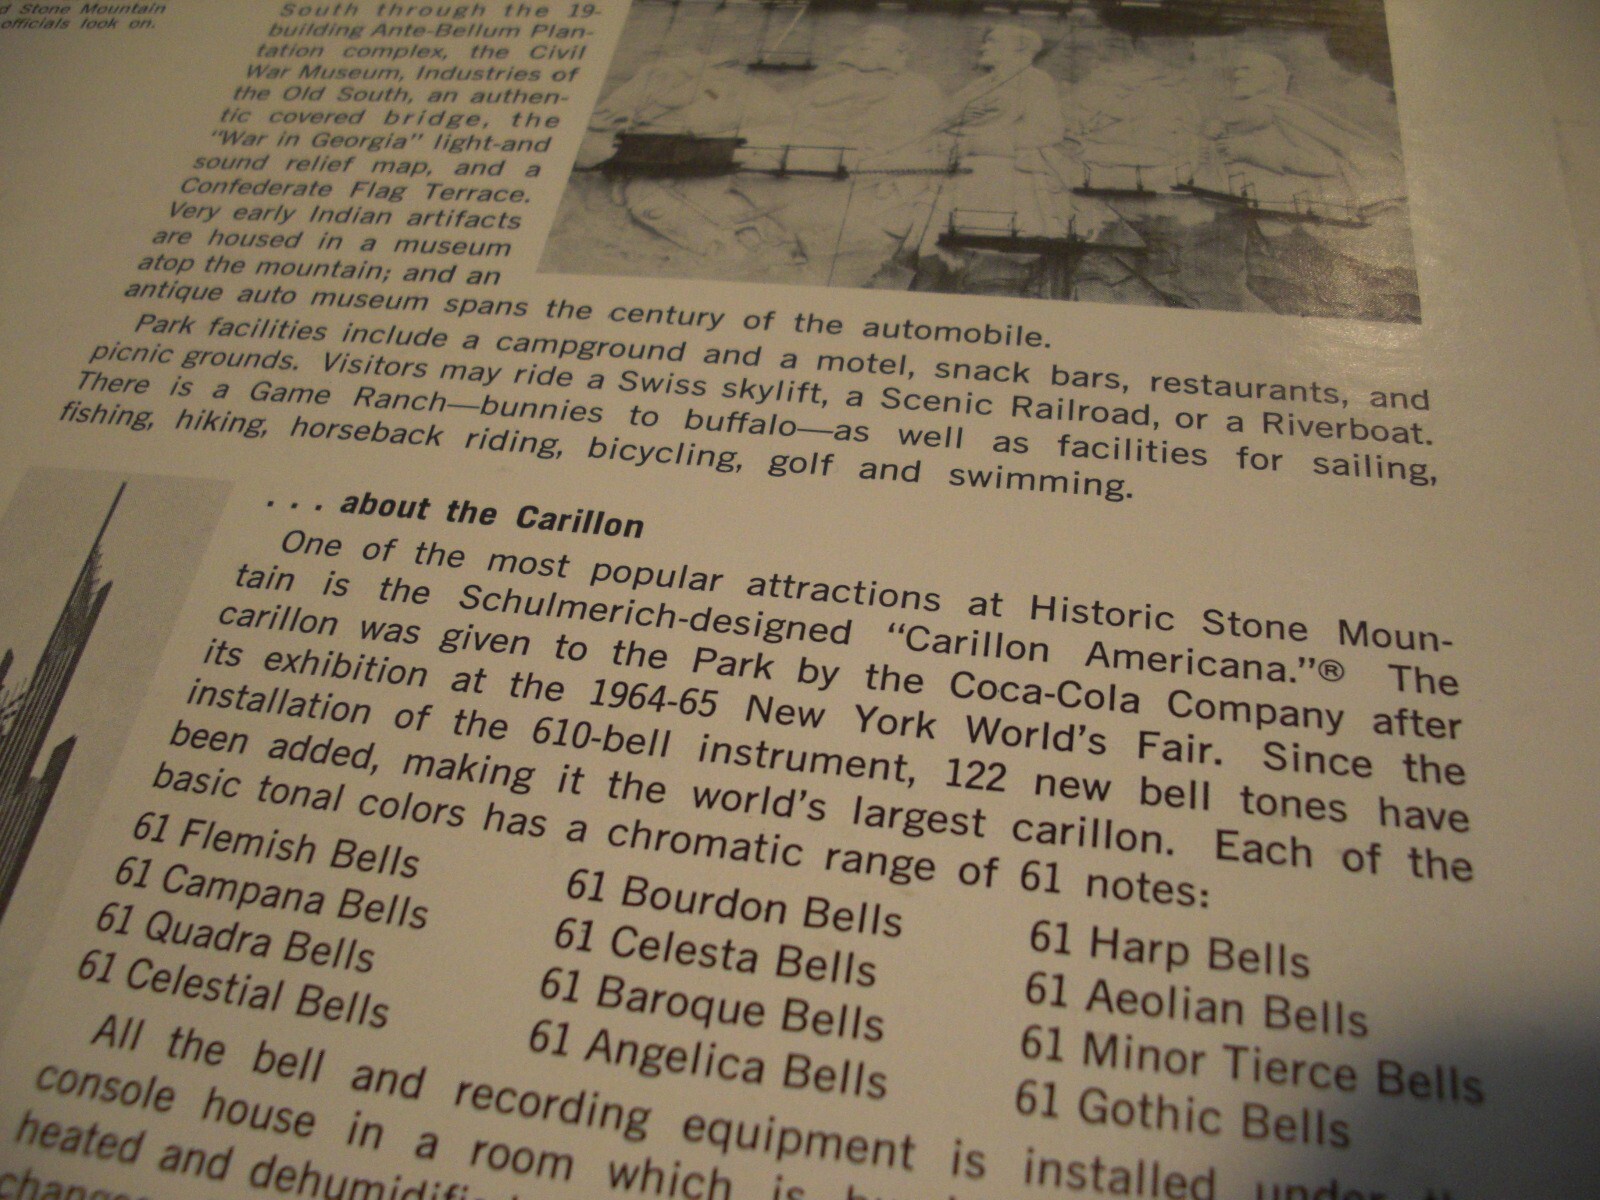 d Stone Mountain
officials look on.
South through the 19-
building Ante-Bellum Plan-
tation complex, the Civil
War Museum, Industries of
the Old South, an authen-
tic covered bridge, the
"War in Georgia" light-and
sound relief map, and a
Confederate Flag Terrace.
Very early Indian artifacts
are housed in a museum
atop the mountain; and an
antique auto museum spans the century of the automobile.
Park facilities include a campground and a motel, snack bars, restaurants, and
picnic grounds. Visitors may ride a Swiss skylift, a Scenic Railroad, or a Riverboat.
There is a Game Ranch—bunnies to buffalo—as well as facilities for sailing,
fishing, hiking, horseback riding, bicycling, golf and swimming.
. . . about the Carillon
One of the most popular attractions at Historic Stone Moun-
tain is the Schulmerich-designed "Carillon Americana."® The
carillon was given to the Park by the Coca-Cola Company after
its exhibition at the 1964-65 New York World's Fair. Since the
installation of the 610-bell instrument, 122 new bell tones have
been added, making it the world's largest carillon. Each of the
basic tonal colors has a chromatic range of 61 notes:
61 Flemish Bells
61 Campana Bells
61 Quadra Bells
61 Celestial Bells
61 Bourdon Bells
61 Celesta Bells
61 Baroque Bells
61 Angelica Bells
61 Harp Bells
61 Aeolian Bells
61 Minor Tierce Bells
61 Gothic Bells
All the bell and recording equipment is installed under
console house in a room which is
heated and dehumidifi